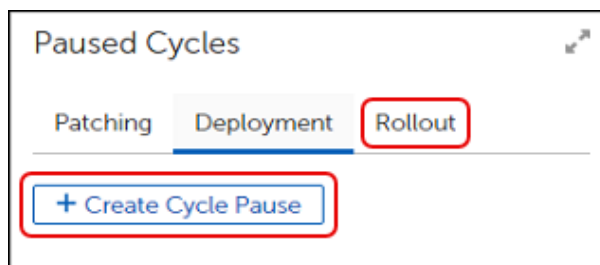 Paused Cycles
Patching Deployment Rollout
+ Create Cycle Pause